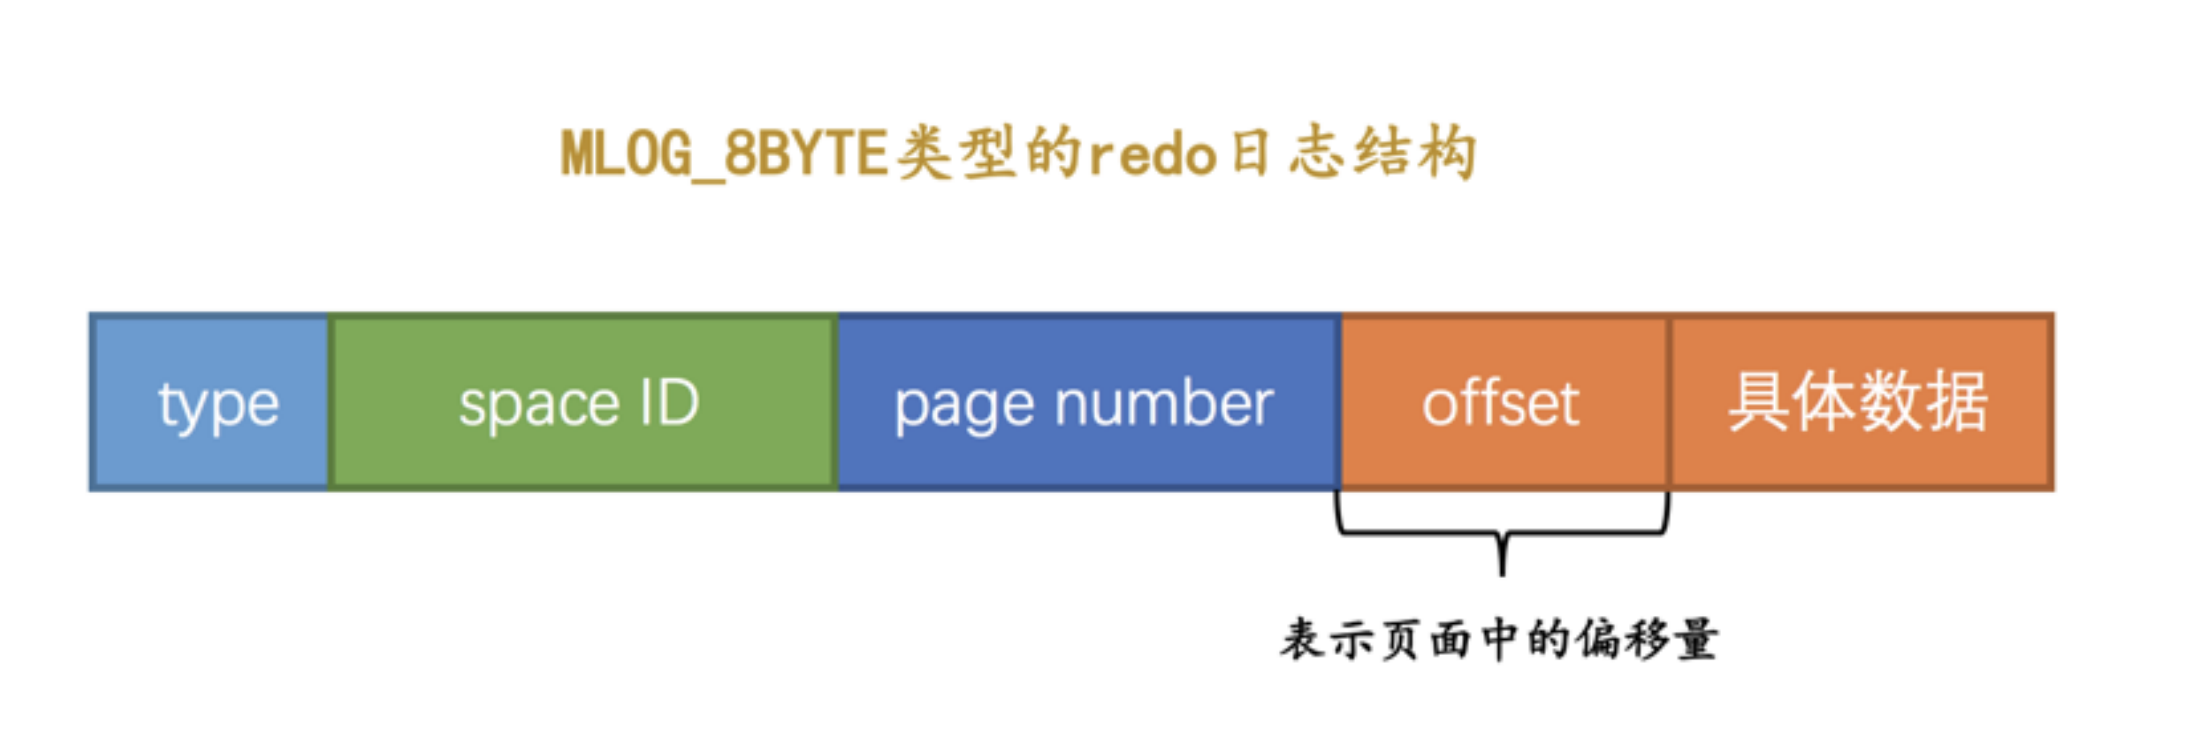 MLOG_8BYTE类型的redo日志结构
type space ID page number offset 具体数据
表示页面中的偏移量